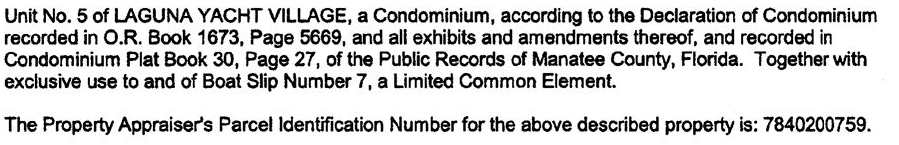 Unit No. 5 of LAGUNA YACHT VILLAGE, a Condominium, according to the Declaration of Condominium
recorded in O.R. Book 1673, Page 5669, and all exhibits and amendments thereof, and recorded in
Condominium Plat Book 30, Page 27, of the Public Records of Manatee County, Florida.  Together with
exclusive use to and of Boat Slip Number 7, a Limited Common Element.

The Property Appraiser's Parcel Identification Number for the above described property is: 7840200759.